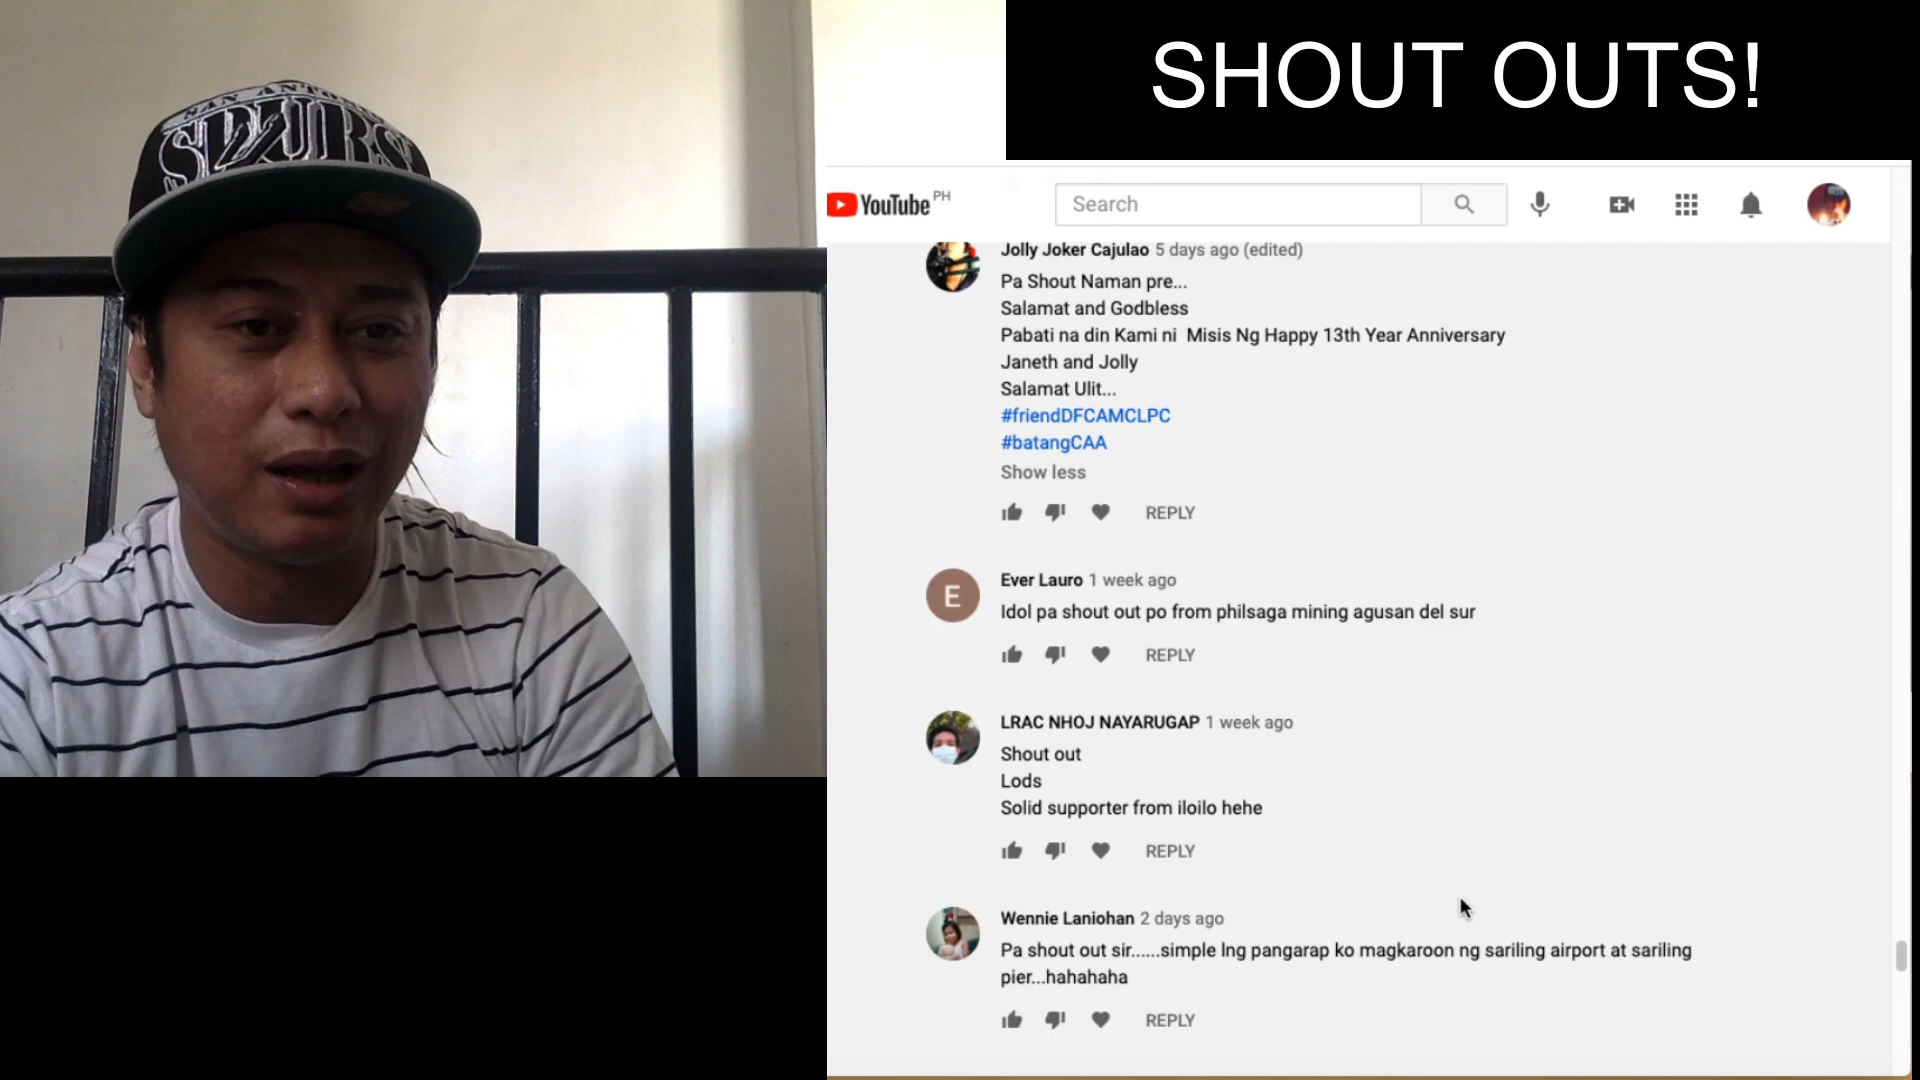 SHOUT OUTS!
SAN ANTONIO
SPURS
YouTube PH
Search
Jolly Joker Cajulao 5 days ago (edited)
Pa Shout Naman pre...
Salamat and Godbless
Pabati na din Kami ni Misis Ng Happy 13th Year Anniversary
Janeth and Jolly
Salamat Ulit...
#friendDFCAMCLPC
#batangCAA
Show less
REPLY
E
Ever Lauro 1 week ago
Idol pa shout out po from philsaga mining agusan del sur
REPLY
LRAC NHOJ NAYARUGAP 1 week ago
Shout out
Lods
Solid supporter from iloilo hehe
REPLY
Wennie Laniohan 2 days ago
Pa shout out sir......simple lng pangarap ko magkaroon ng sariling airport at sariling
pier...hahahaha
REPLY